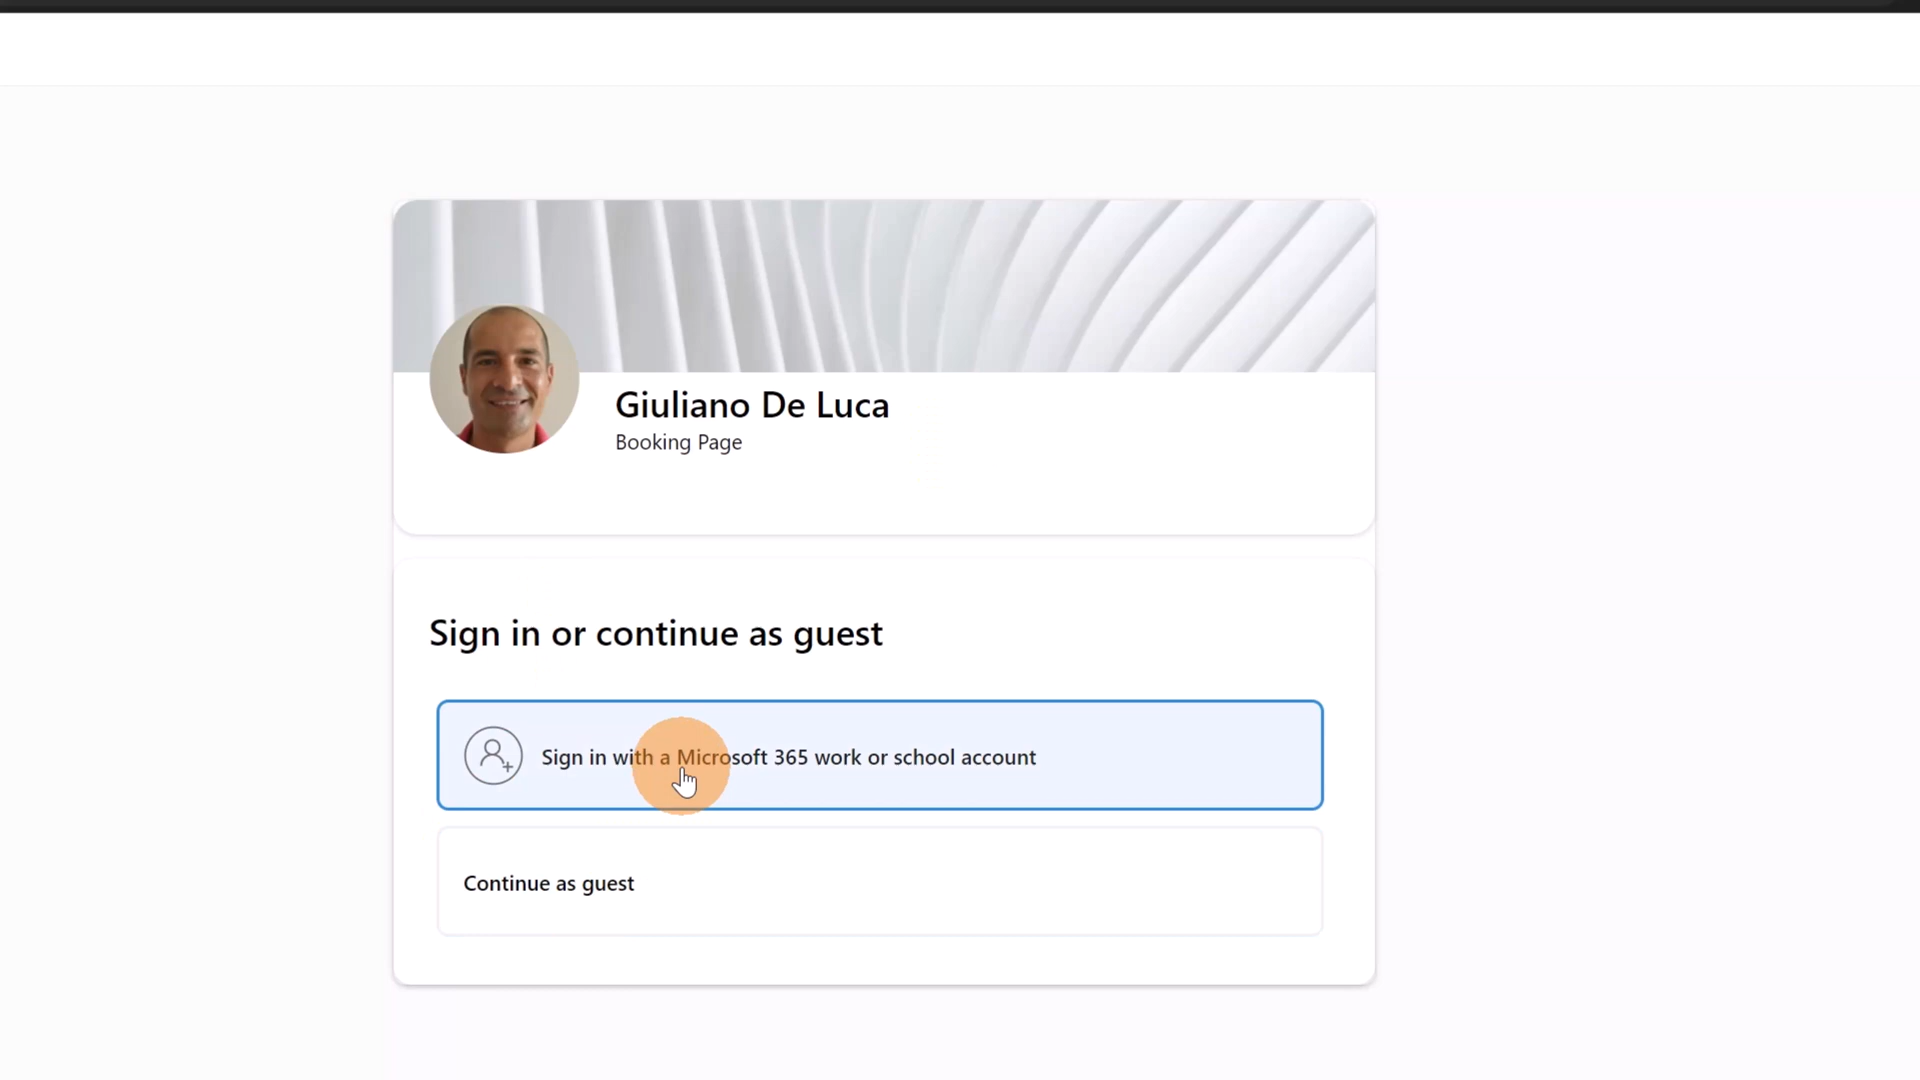 Giuliano De Luca
Booking Page
Sign in or continue as guest
Sign in with a Microsoft 365 work or school account
Continue as guest